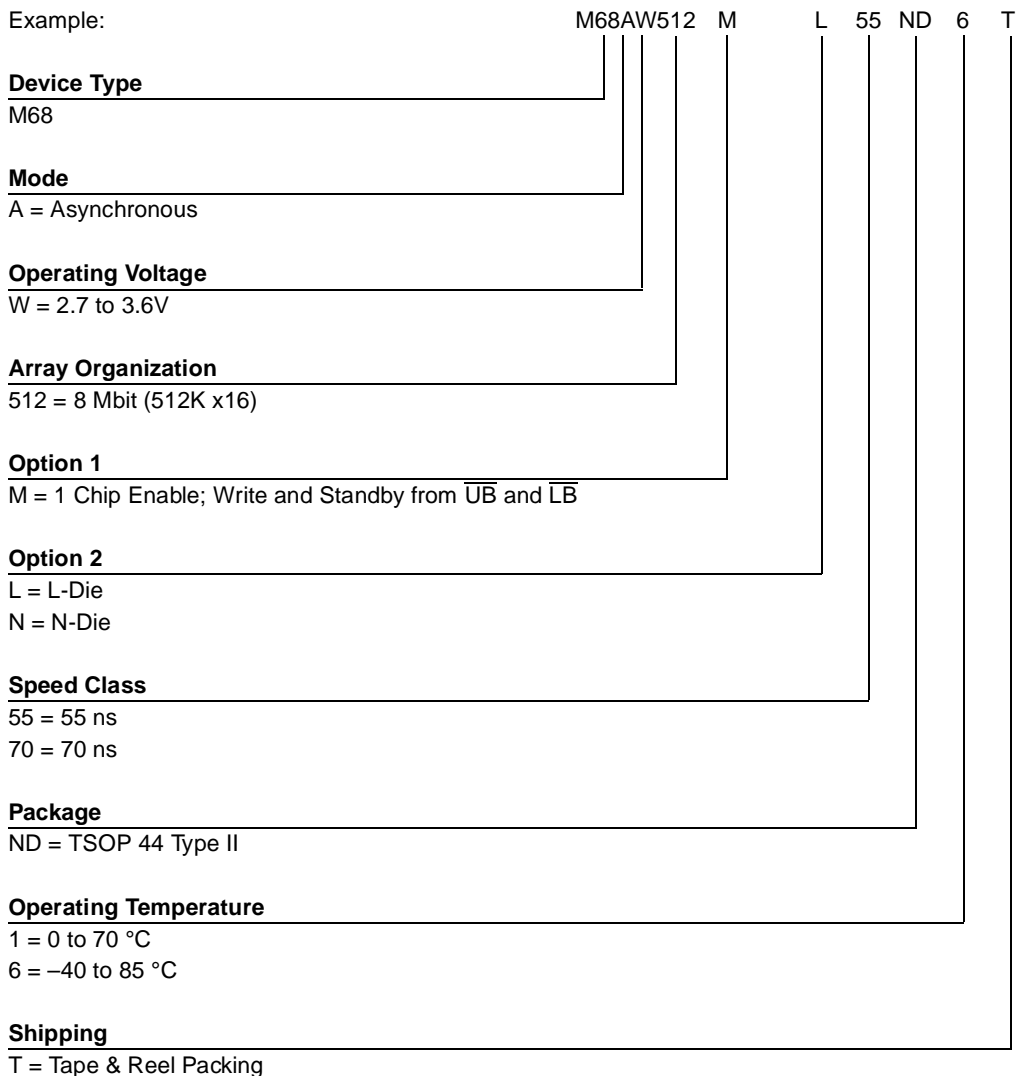 Example: M68AW512 M L 55 ND 6 T
Device Type
M68
Mode
A = Asynchronous
Operating Voltage
W = 2.7 to 3.6V
Array Organization
512 = 8 Mbit (512K x16)
Option 1
M = 1 Chip Enable; Write and Standby from U̅B̅ and L̅B̅
Option 2
L = L-Die
N = N-Die
Speed Class
55 = 55 ns
70 = 70 ns
Package
ND = TSOP 44 Type II
Operating Temperature
1 = 0 to 70 °C
6 = –40 to 85 °C
Shipping
T = Tape & Reel Packing